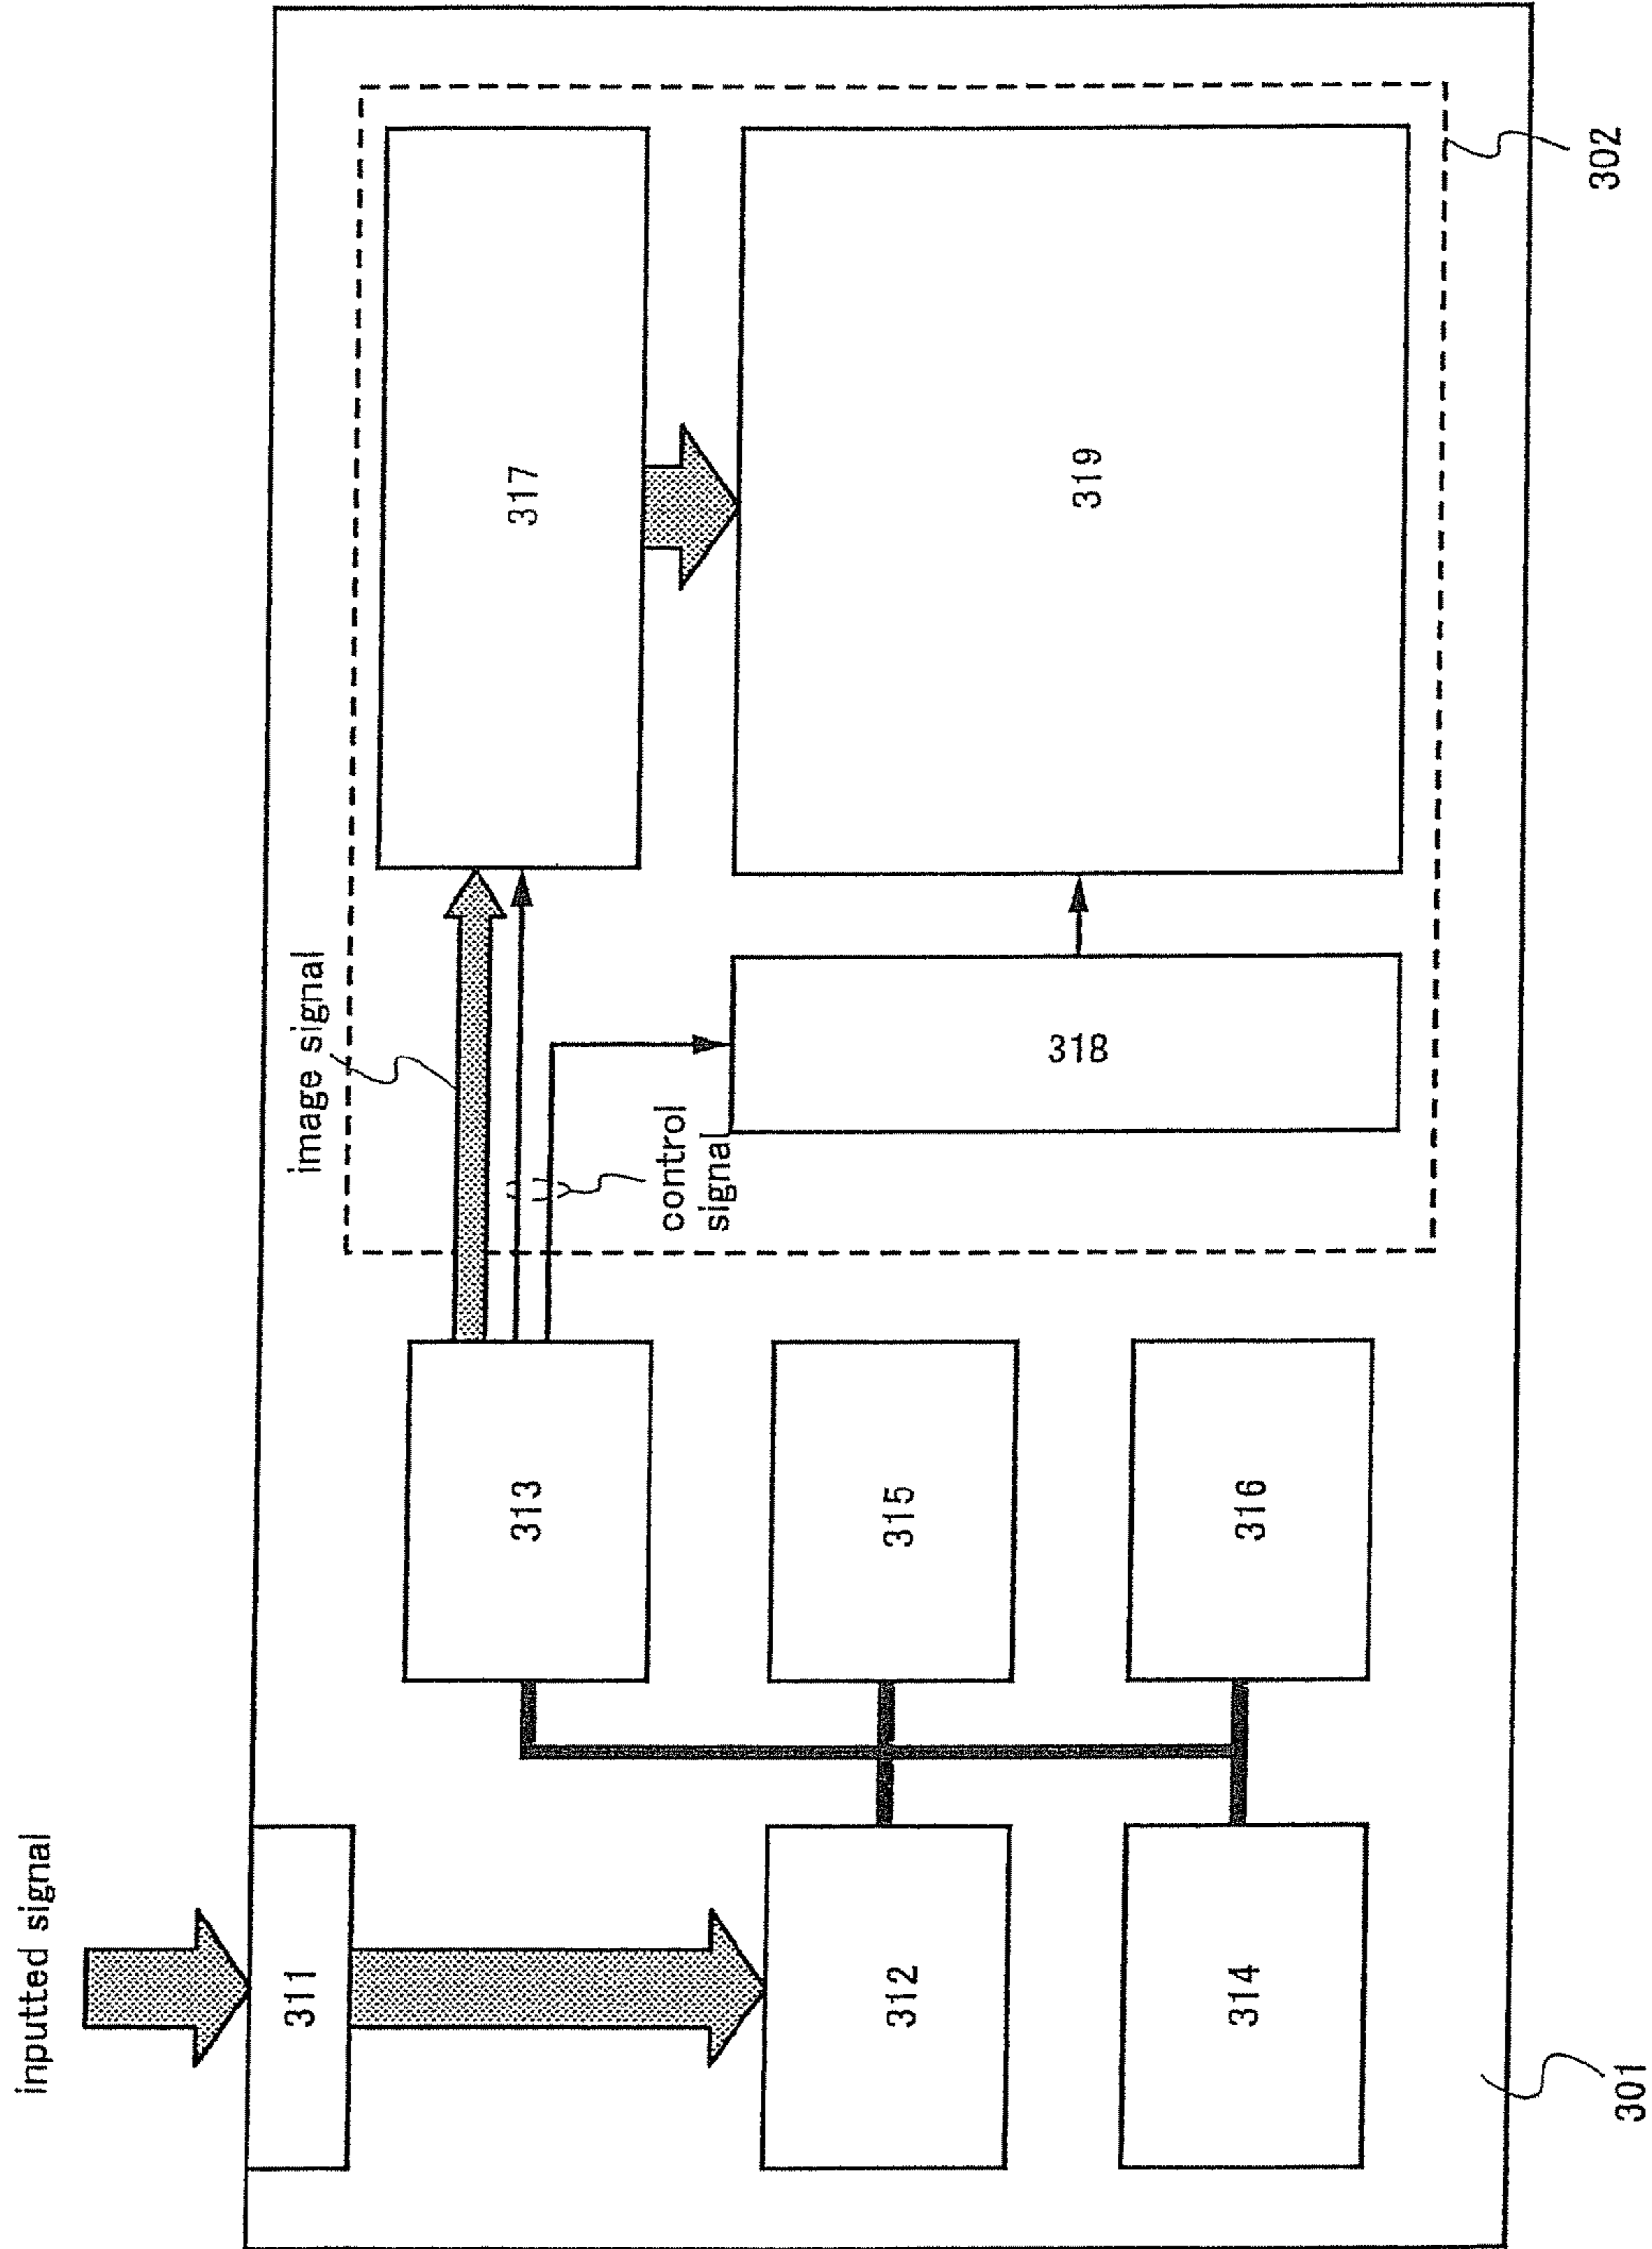 inputted signal
311
image signal
313
317
control
signal
312
315
318
319
314
316
301
302